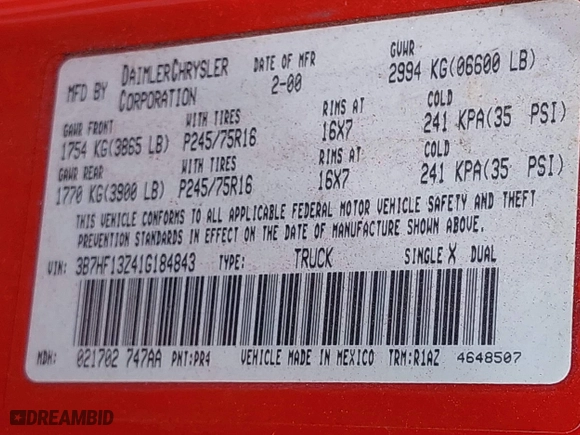 MFD BY DAIMLERCHRYSLER CORPORATION DATE OF MFR 2-00 GVWR 2994 KG(06600 LB)
GAWR FRONT WITH TIRES RIMS AT COLD
1754 KG(3865 LB) P245/75R16 16X7 241 KPA(35 PSI)
GAWR REAR WITH TIRES RIMS AT COLD
1770 KG(3900 LB) P245/75R16 16X7 241 KPA(35 PSI)
THIS VEHICLE CONFORMS TO ALL APPLICABLE FEDERAL MOTOR VEHICLE SAFETY AND THEFT
PREVENTION STANDARDS IN EFFECT ON THE DATE OF MANUFACTURE SHOWN ABOVE.
VIN: 3B7HF13Z41G184843 TYPE: TRUCK SINGLE X DUAL
MDH: 021702 747AA PNT:PR4 VEHICLE MADE IN MEXICO TRM:R1AZ 4648507
DREAMBID